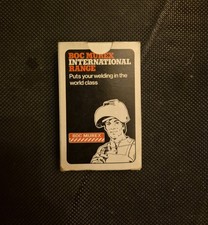 BOC MUREX
INTERNATIONAL
RANGE
Puts your welding in the
world class
BOC MUREX